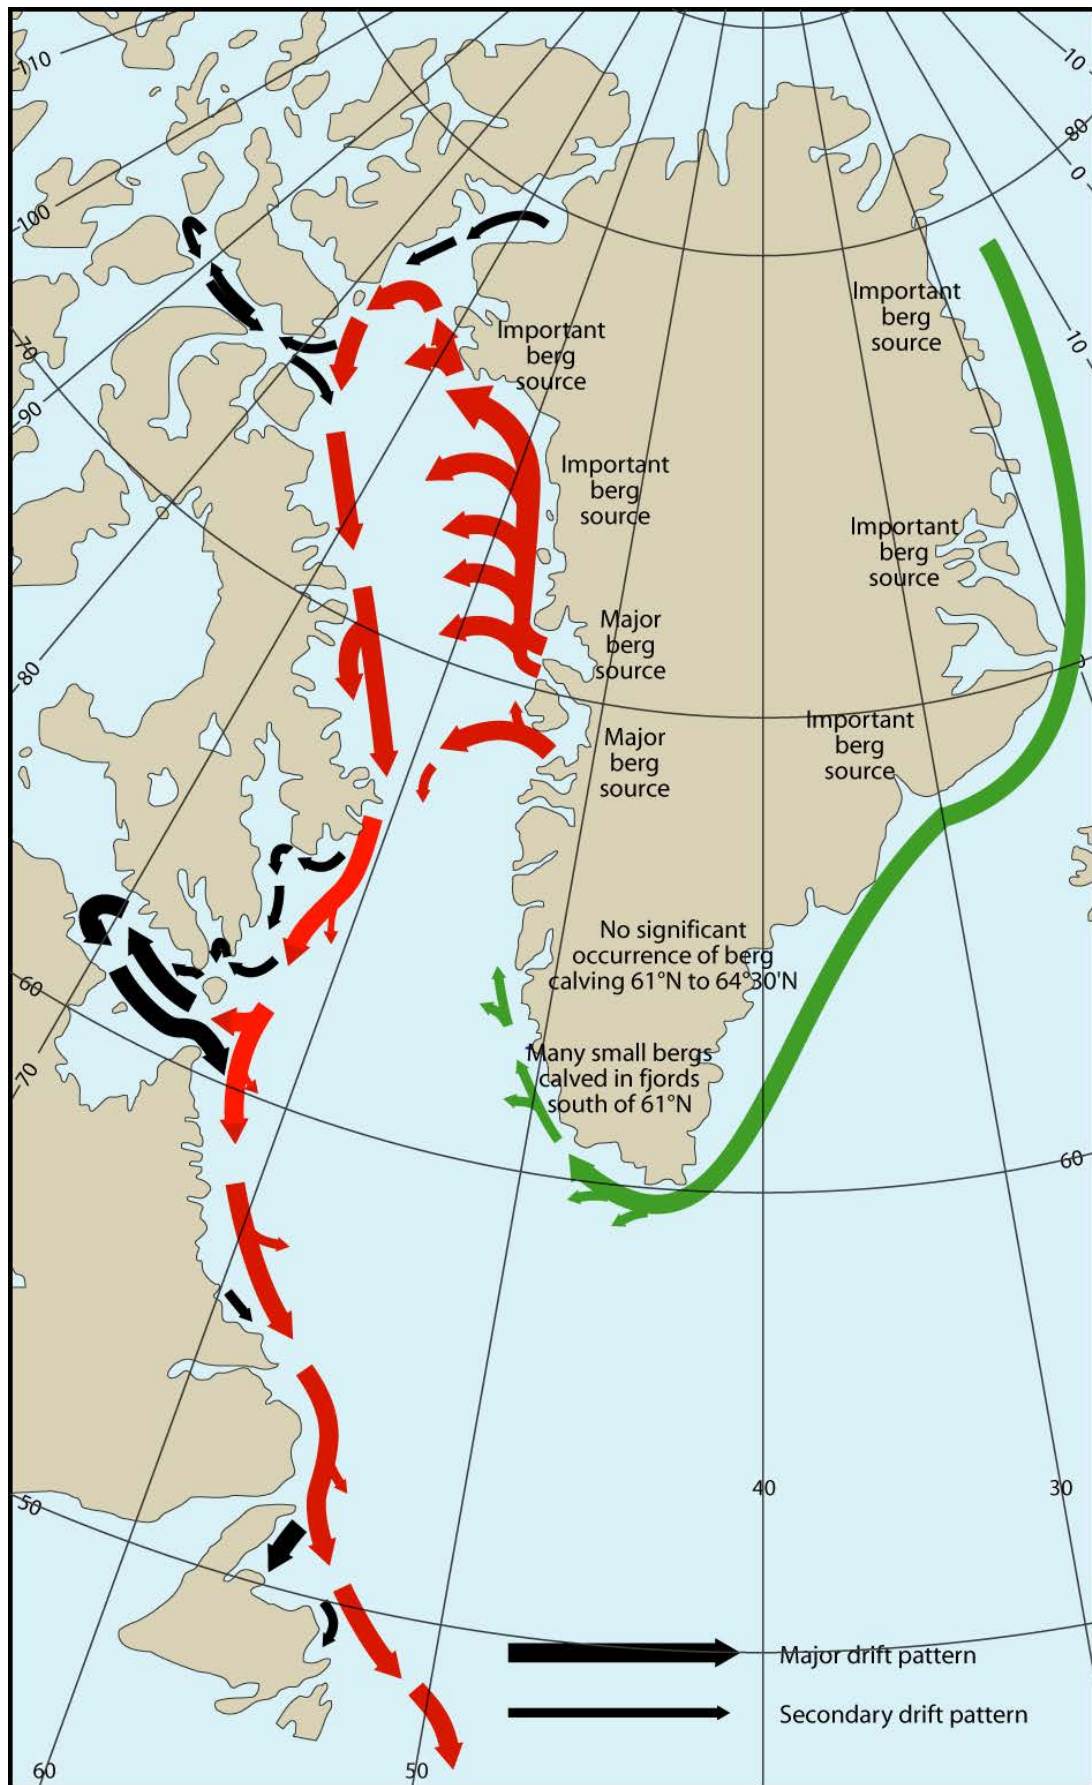 110
10
80
0
100
Important
berg
source
Important
berg
source
10
70
90
Important
berg
source
Important
berg
source
Major
berg
source
80
0
Important
berg
source
Major
berg
source
No significant
occurrence of berg
calving 61°N to 64°30'N
60
Many small bergs
calved in fjords
south of 61°N
70
60
40
30
50
Major drift pattern
Secondary drift pattern
60
50